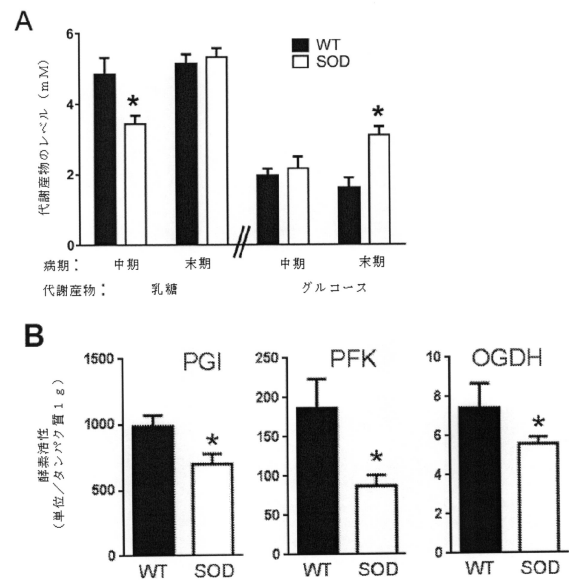 A
WT
SOD
代謝産物のレベル (mM)
6
4
2
0
*
*
病期： 中期 末期 中期 末期
代謝産物： 乳糖 グルコース
B
酵素活性
(単位／タンパク質1g)
PGI
1500
1000
500
0
*
WT SOD
PFK
250
200
150
100
50
0
*
WT SOD
OGDH
8
6
4
2
0
*
WT SOD